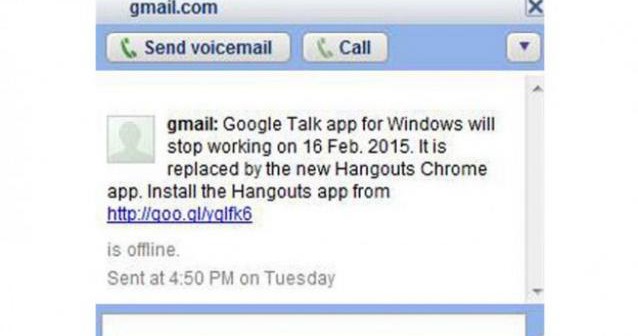 gmail.com
Send voicemail
Call
gmail: Google Talk app for Windows will
stop working on 16 Feb. 2015. It is
replaced by the new Hangouts Chrome
app. Install the Hangouts app from
http://goo.gl/yglfk6
is offline.
Sent at 4:50 PM on Tuesday